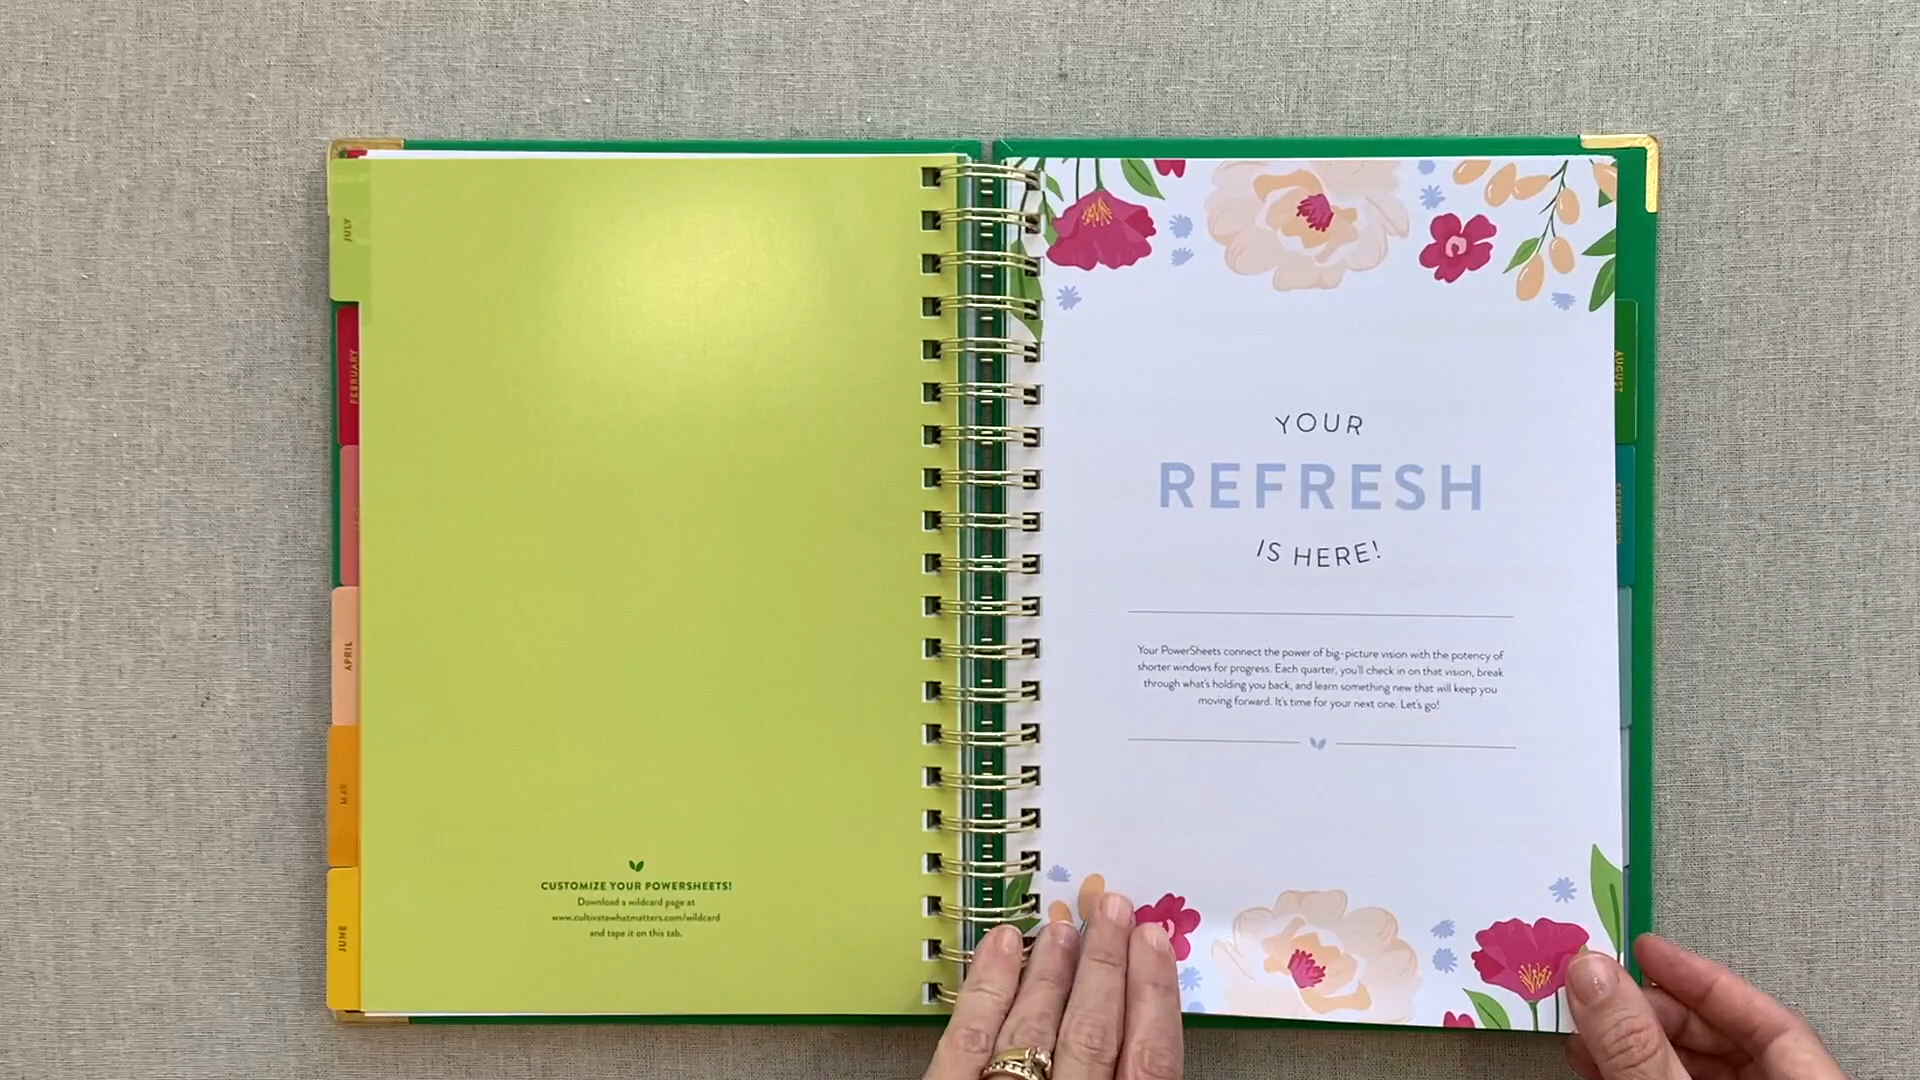 JULY
FEBRUARY
APRIL
MAY
JUNE
CUSTOMIZE YOUR POWERSHEETS!
Download a wildcard page at
www.cultivatewhatmatters.com/wildcard
and tape it on this tab.
YOUR
REFRESH
IS HERE!
Your PowerSheets connect the power of big-picture vision with the potency of
shorter windows for progress. Each quarter, you'll check in on that vision, break
through what's holding you back, and learn something new that will keep you
moving forward. It's time for your next one. Let's go!
AUGUST